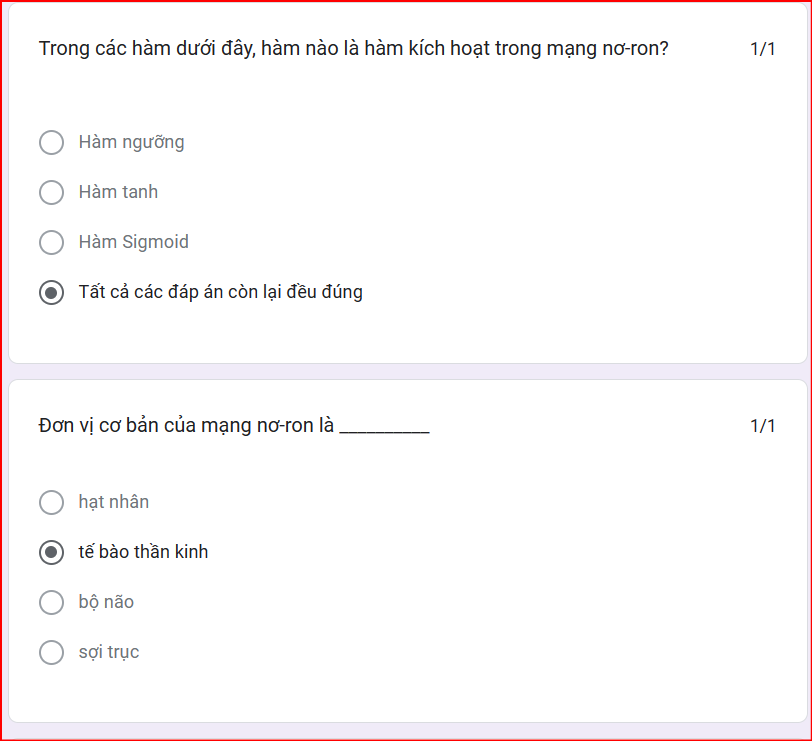 Trong các hàm dưới đây, hàm nào là hàm kích hoạt trong mạng nơ-ron? 1/1
Hàm ngưỡng
Hàm tanh
Hàm Sigmoid
Tất cả các đáp án còn lại đều đúng
Đơn vị cơ bản của mạng nơ-ron là __________ 1/1
hạt nhân
tế bào thần kinh
bộ não
sợi trục